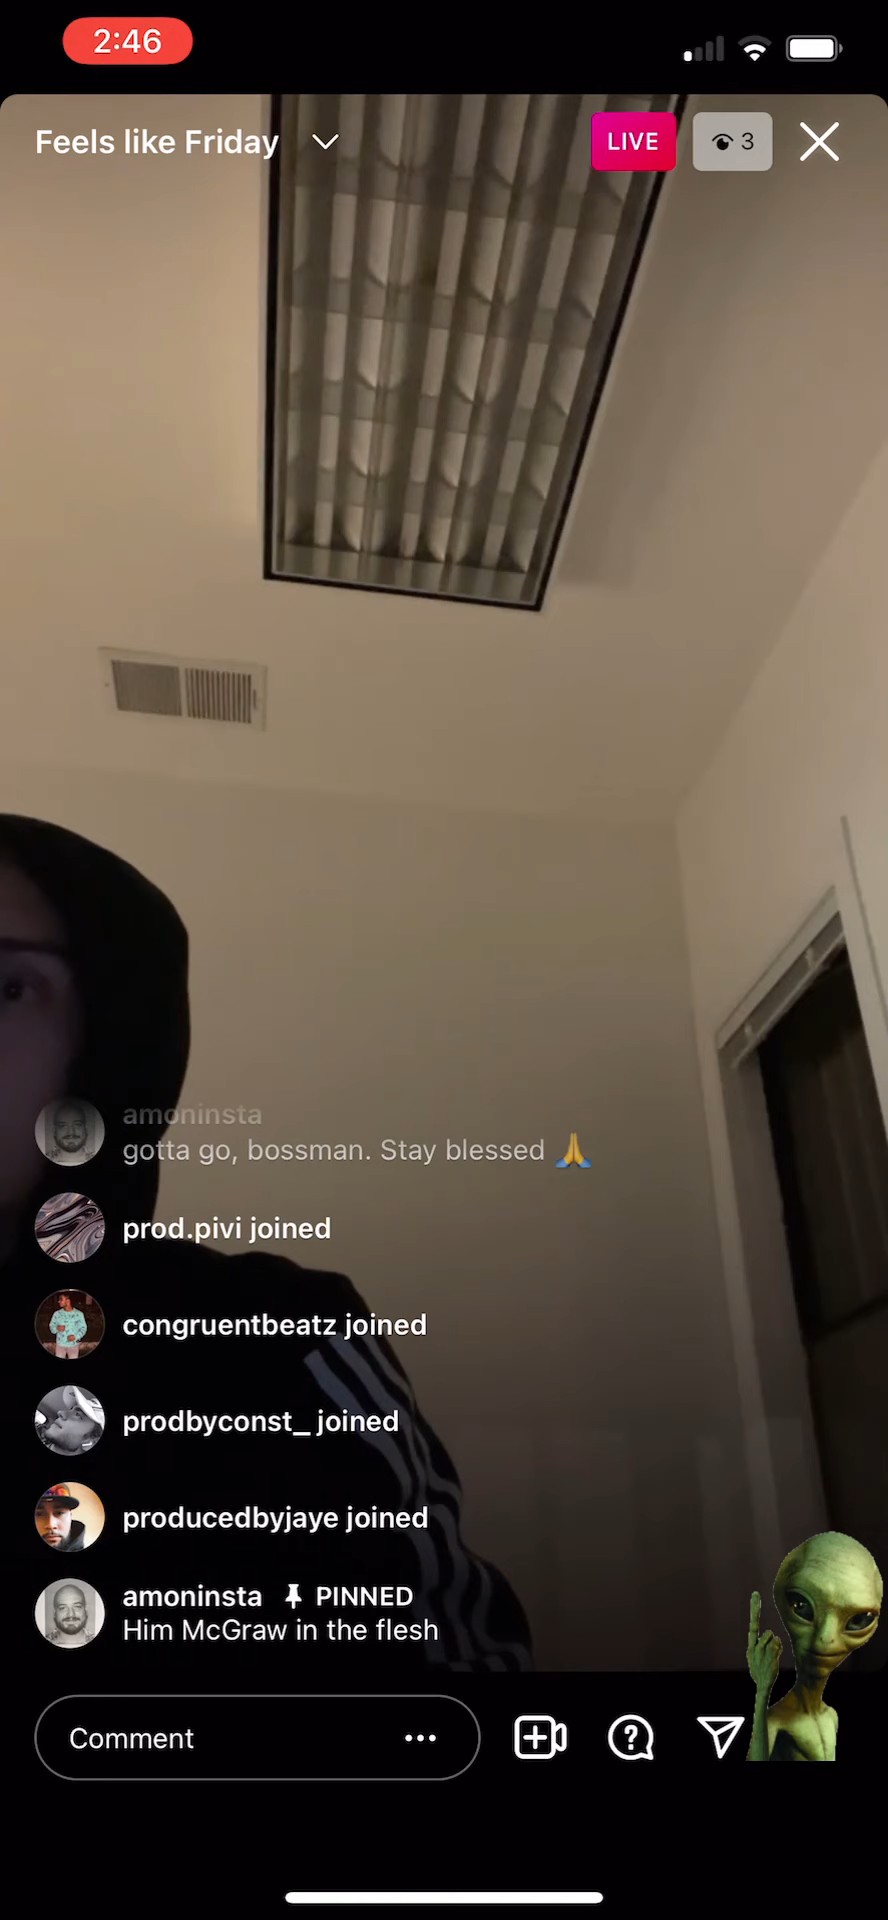 2:46
Feels like Friday
LIVE
3
amoninsta
gotta go, bossman. Stay blessed 🙏
prod.pivi joined
congruentbeatz joined
prodbyconst_ joined
producedbyjaye joined
amoninsta PINNED
Him McGraw in the flesh
Comment